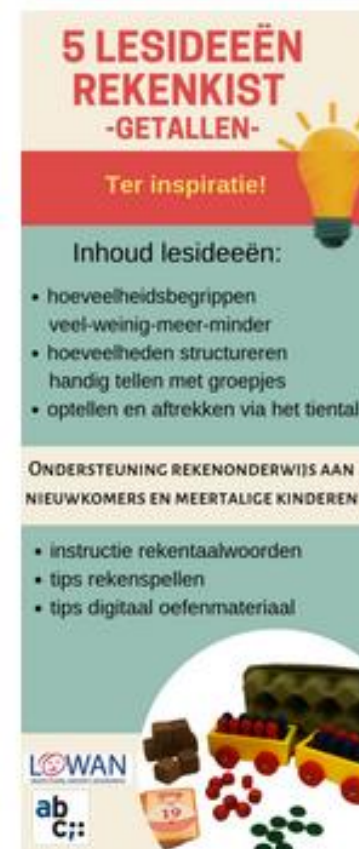 5 LESIDEEËN
REKENKIST
-GETALLEN-
Ter inspiratie!
Inhoud lesideeën:
• hoeveelheidsbegrippen
veel-weinig-meer-minder
• hoeveelheden structureren
handig tellen met groepjes
• optellen en aftrekken via het tiental
ONDERSTEUNING REKENONDERWIJS AAN
NIEUWKOMERS EN MEERTALIGE KINDEREN
• instructie rekentaalwoorden
• tips rekenspellen
• tips digitaal oefenmateriaal
LOWAN
19
ab
c;: